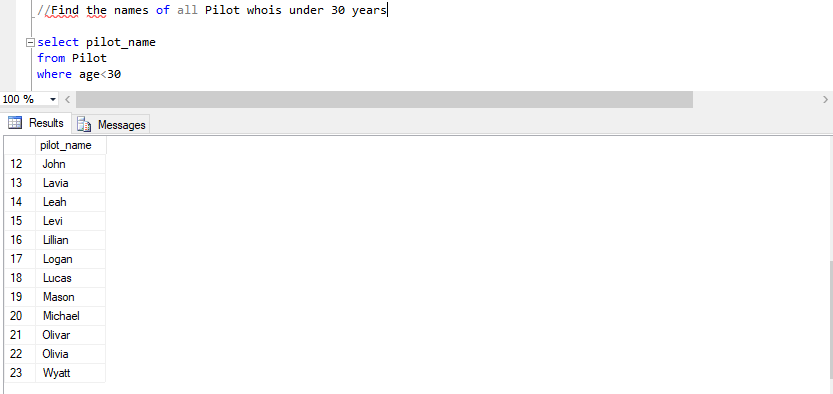 //Find the names of all Pilot whois under 30 years
select pilot_name
from Pilot
where age<30
100 %
Results Messages
pilot_name
12 John
13 Lavia
14 Leah
15 Levi
16 Lillian
17 Logan
18 Lucas
19 Mason
20 Michael
21 Olivar
22 Olivia
23 Wyatt